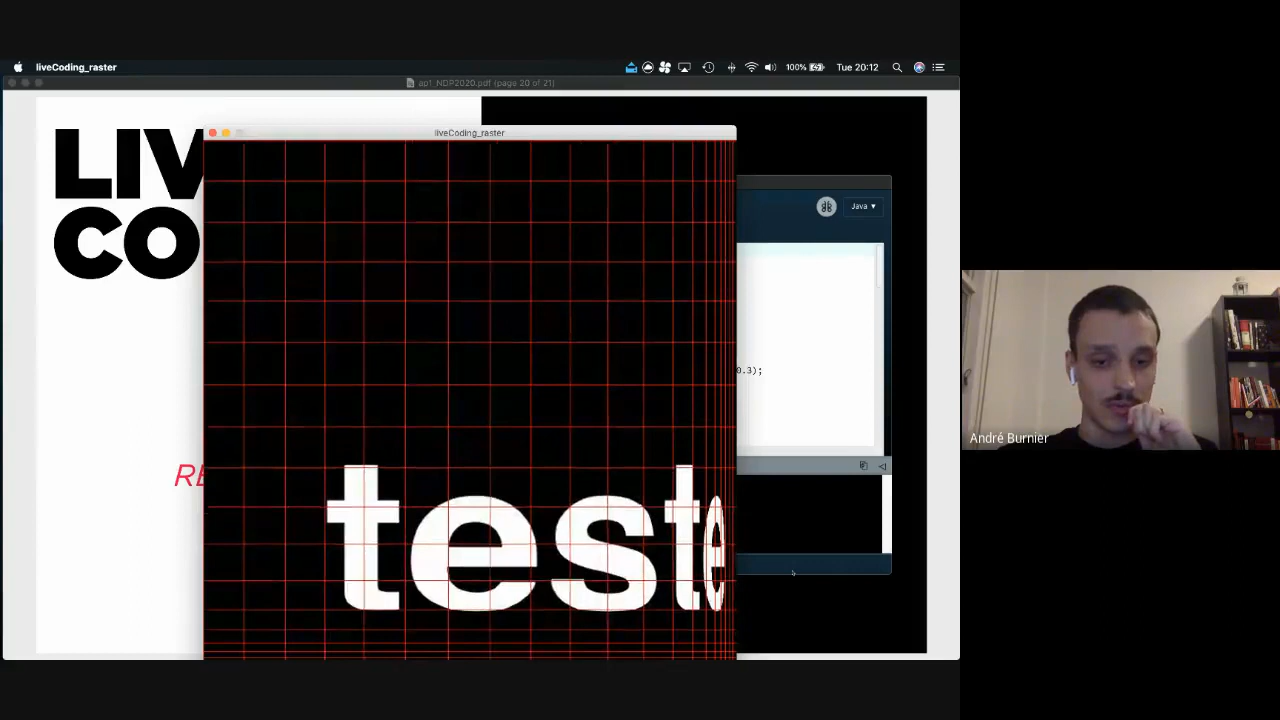 liveCoding_raster
100%
Tue 20:12
ap1_NDP2020.pdf (page 20 of 21)
LIV
CO
liveCoding_raster
Java
0.3);
RE
teste
André Burnier